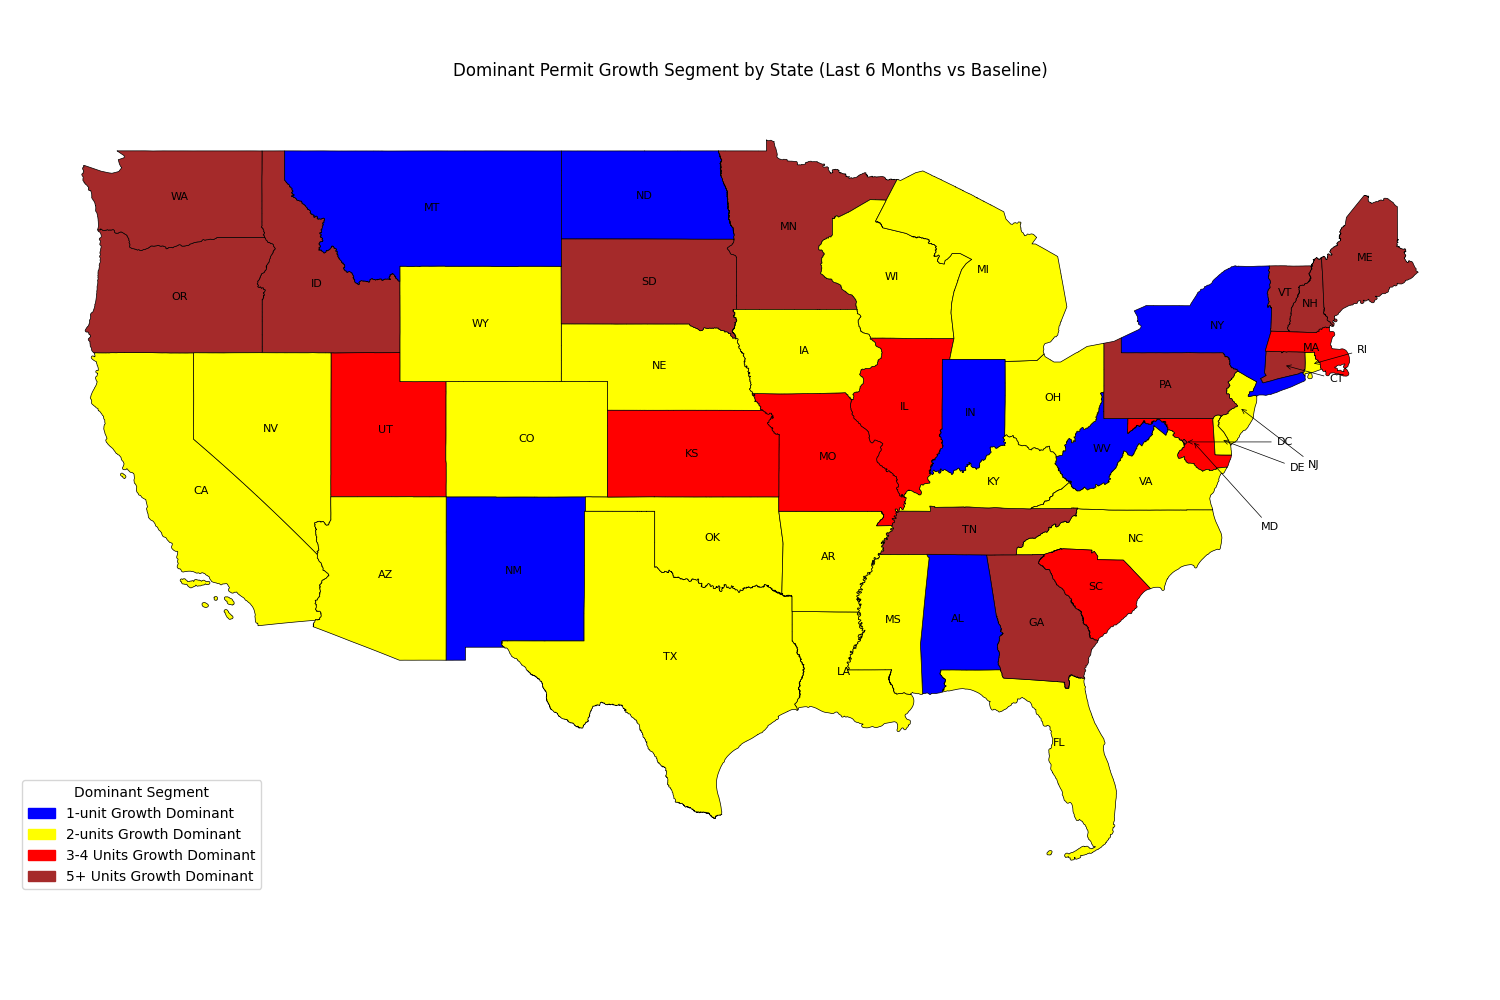 Dominant Permit Growth Segment by State (Last 6 Months vs Baseline)
WA
MT
ND
MN
ME
OR
ID
SD
WI
MI
VT
NH
WY
NY
IA
MA
RI
NE
CT
PA
NV
UT
CO
KS
MO
IL
IN
OH
WV
DC
DE
NJ
CA
KY
VA
MD
AZ
NM
OK
AR
TN
NC
TX
MS
AL
GA
SC
LA
FL
Dominant Segment
1-unit Growth Dominant
2-units Growth Dominant
3-4 Units Growth Dominant
5+ Units Growth Dominant